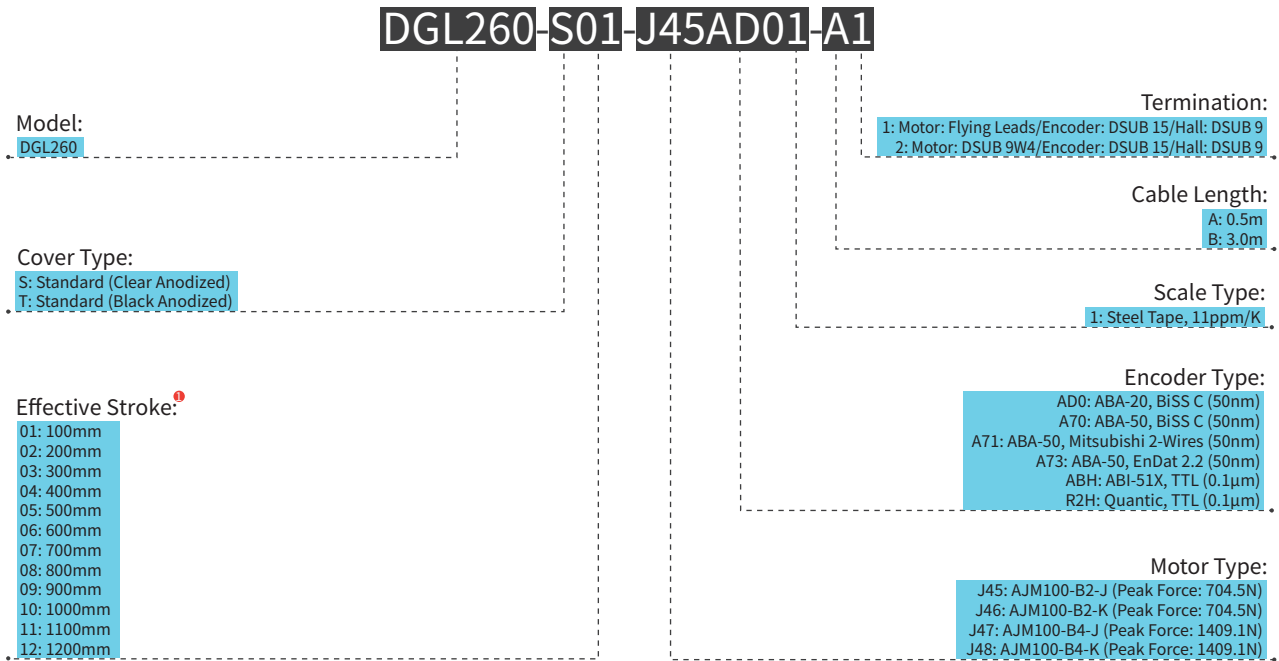 DGL260-S01-J45AD01-A1
Model:
DGL260
Cover Type:
S: Standard (Clear Anodized)
T: Standard (Black Anodized)
Effective Stroke:1
01: 100mm
02: 200mm
03: 300mm
04: 400mm
05: 500mm
06: 600mm
07: 700mm
08: 800mm
09: 900mm
10: 1000mm
11: 1100mm
12: 1200mm
Termination:
1: Motor: Flying Leads/Encoder: DSUB 15/Hall: DSUB 9
2: Motor: DSUB 9W4/Encoder: DSUB 15/Hall: DSUB 9
Cable Length:
A: 0.5m
B: 3.0m
Scale Type:
1: Steel Tape, 11ppm/K
Encoder Type:
AD0: ABA-20, BiSS C (50nm)
A70: ABA-50, BiSS C (50nm)
A71: ABA-50, Mitsubishi 2-Wires (50nm)
A73: ABA-50, EnDat 2.2 (50nm)
ABH: ABI-51X, TTL (0.1μm)
R2H: Quantic, TTL (0.1μm)
Motor Type:
J45: AJM100-B2-J (Peak Force: 704.5N)
J46: AJM100-B2-K (Peak Force: 704.5N)
J47: AJM100-B4-J (Peak Force: 1409.1N)
J48: AJM100-B4-K (Peak Force: 1409.1N)